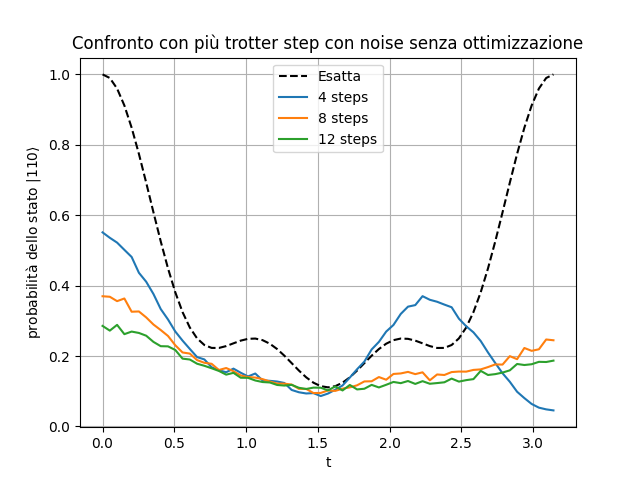 Confronto con più trotter step con noise senza ottimizzazione
probabilità dello stato |110⟩
1.0
0.8
0.6
0.4
0.2
0.0
Esatta
4 steps
8 steps
12 steps
0.0 0.5 1.0 1.5 2.0 2.5 3.0
t